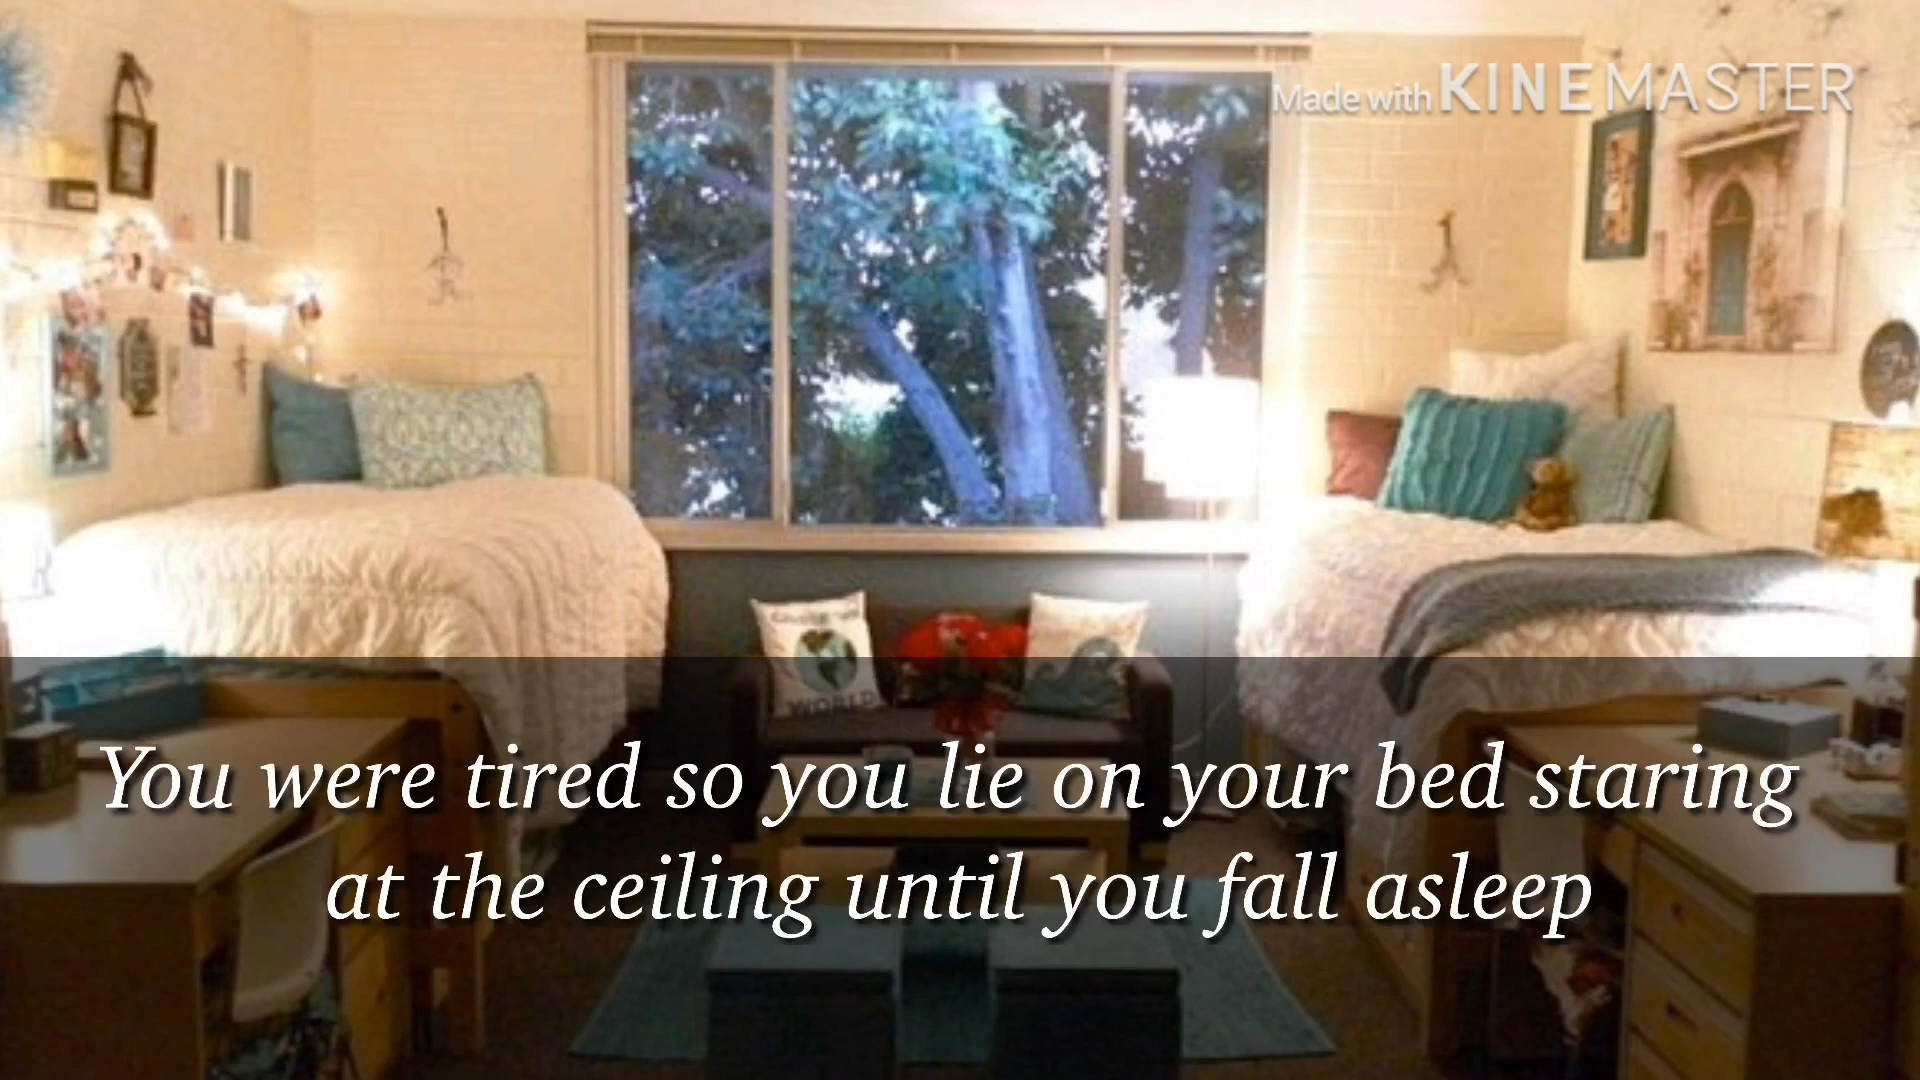 Made with KINEMASTER
WORLD
You were tired so you lie on your bed staring
at the ceiling until you fall asleep